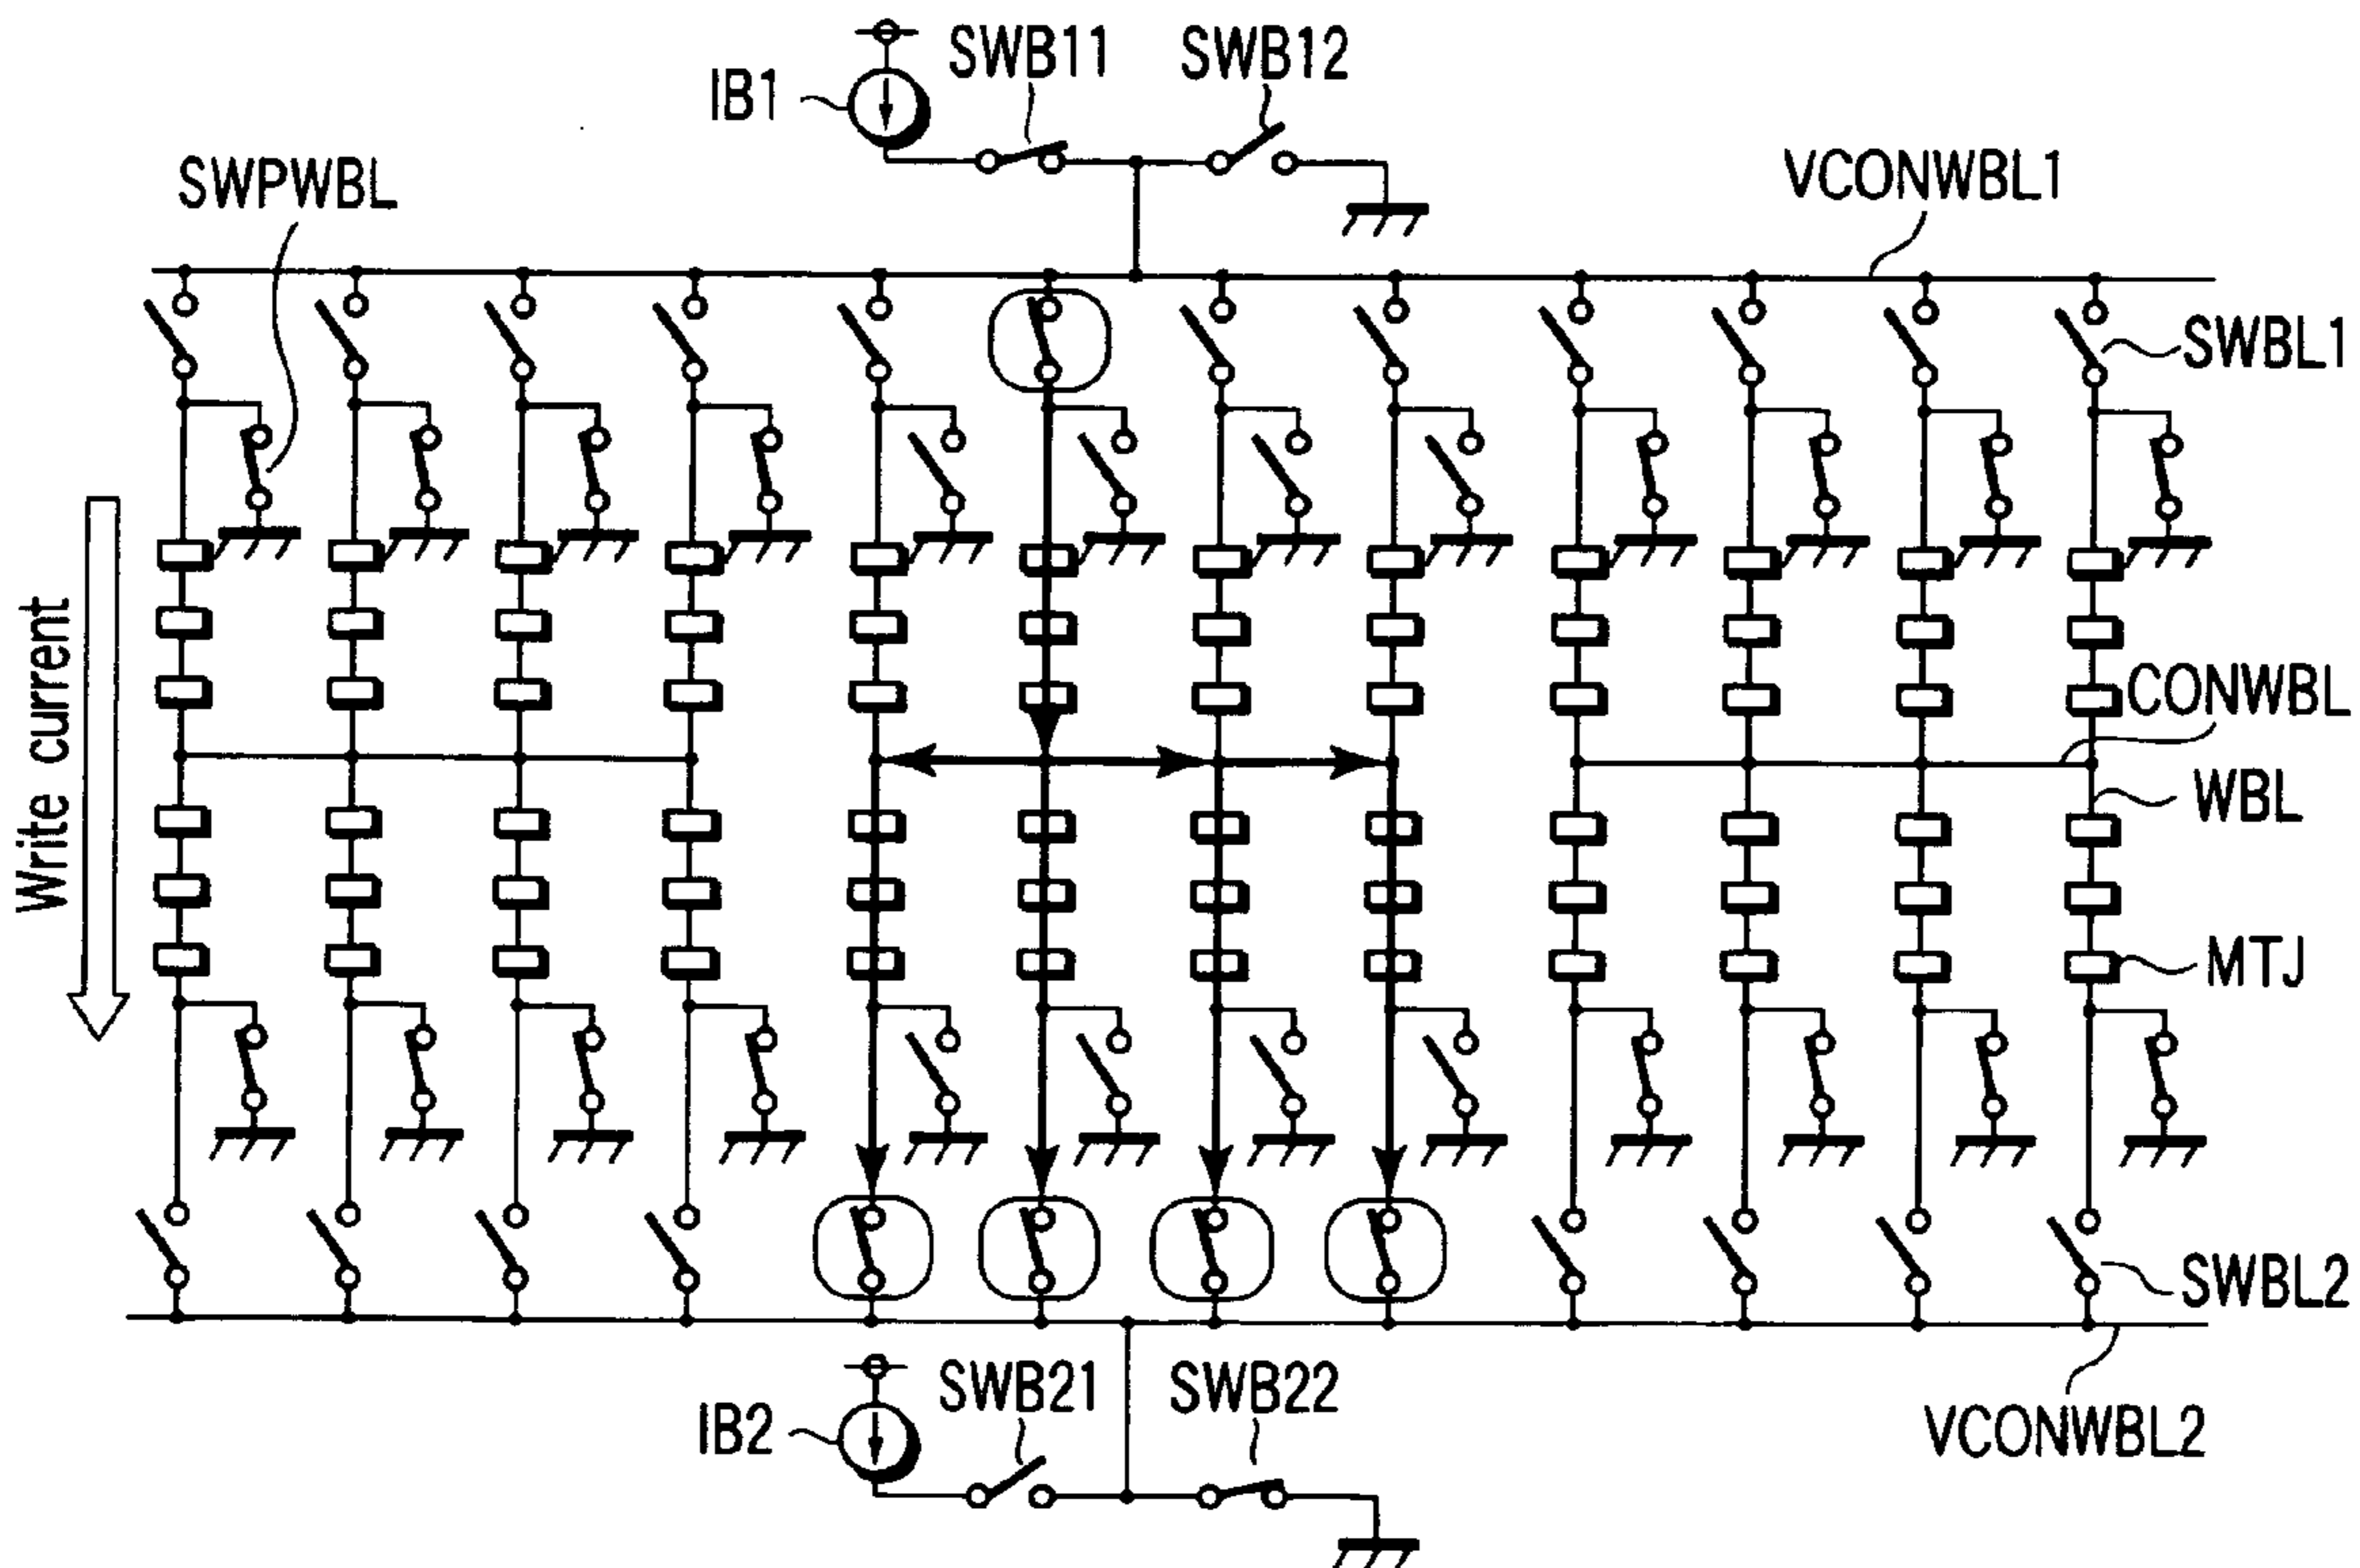 IB1
SWB11
SWB12
SWPWBL
VCONWBL1
SWBL1
Write current
CONWBL
WBL
MTJ
SWBL2
IB2
SWB21
SWB22
VCONWBL2